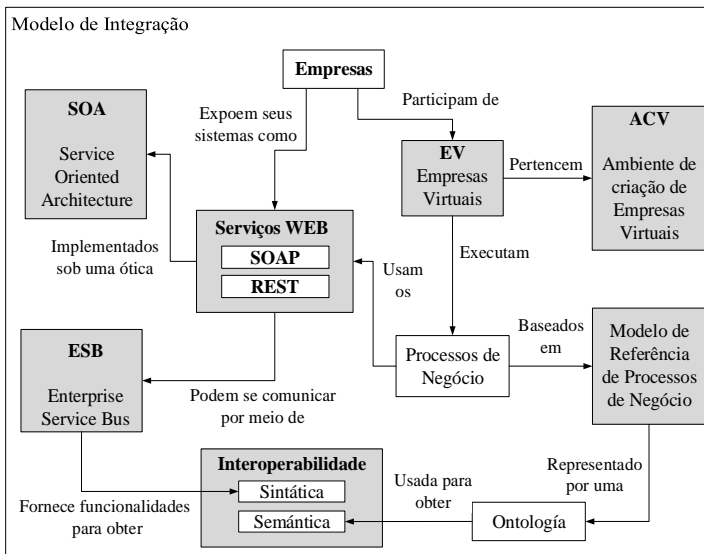 Modelo de Integração
Empresas
Expoem seus
sistemas como
Participam de
SOA
Service
Oriented
Architecture
EV
Empresas
Virtuais
Pertencem
ACV
Ambiente de
criação de
Empresas
Virtuais
Implementados
sob uma ótica
Serviços WEB
SOAP
REST
Usam
os
Executam
ESB
Enterprise
Service Bus
Podem se comunicar
por meio de
Processos de
Negócio
Baseados
em
Modelo de
Referência
de Processos
de Negócio
Fornece funcionalidades
para obter
Interoperabilidade
Sintática
Semántica
Usada para
obter
Ontología
Representado
por uma